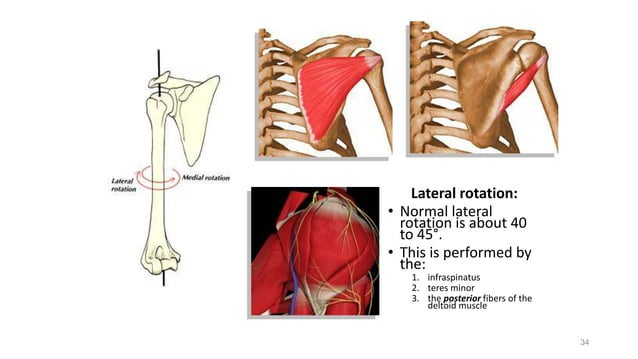 Lateral
rotation
Medial rotation
Lateral rotation:
• Normal lateral
rotation is about 40
to 45°.
• This is performed by
the:
1. infraspinatus
2. teres minor
3. the posterior fibers of the
deltoid muscle
34